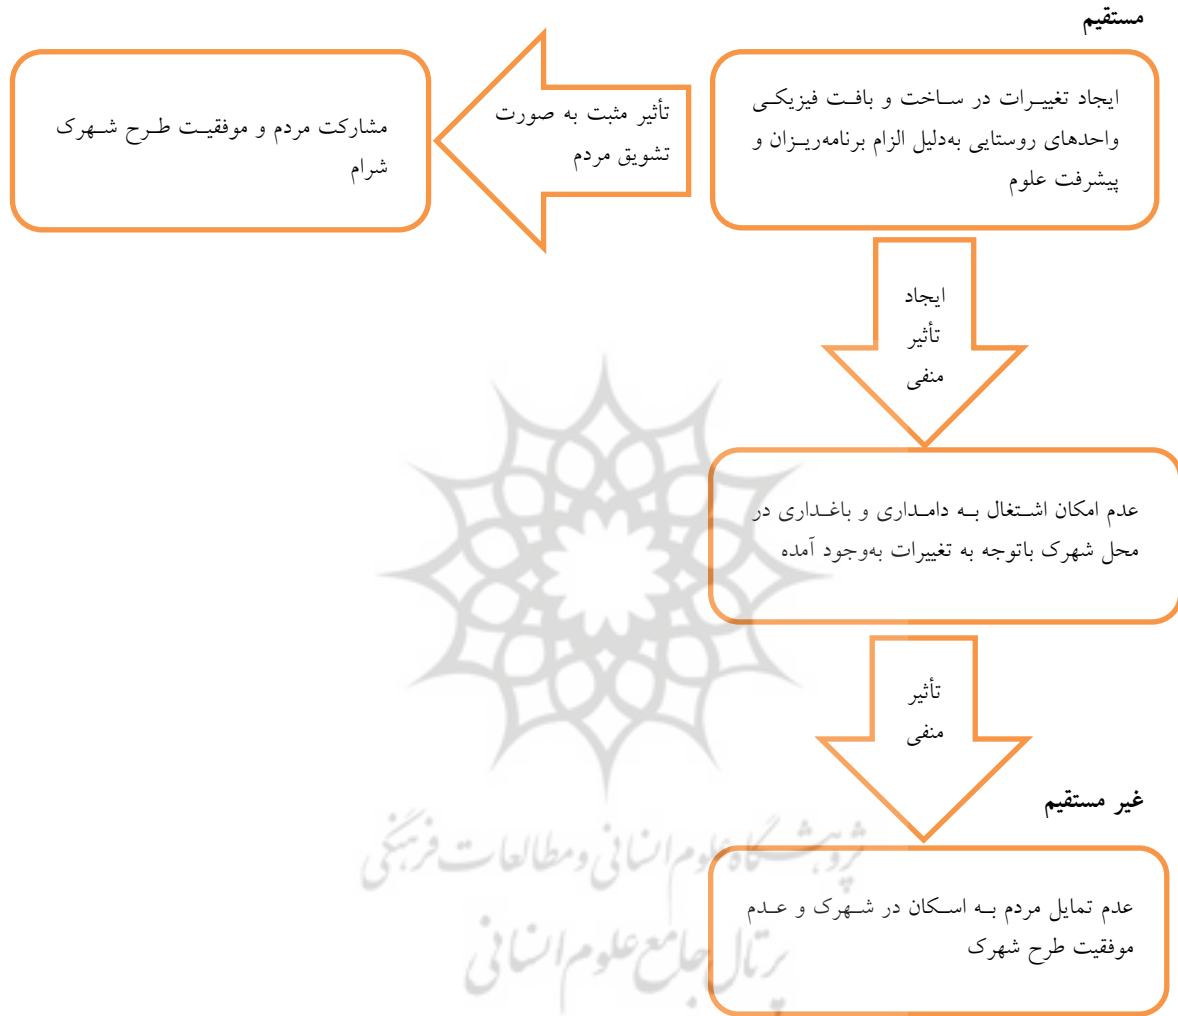 مستقیم
ایجاد تغییرات در ساخت و بافت فیزیکی
واحدهای روستایی به‌دلیل الزام برنامه‌ریزان و
پیشرفت علوم
تأثیر مثبت به صورت
تشویق مردم
مشارکت مردم و موفقیت طرح شهرک
شرام
ایجاد
تأثیر
منفی
عدم امکان اشتغال به دامداری و باغداری در
محل شهرک باتوجه به تغییرات به‌وجود آمده
تأثیر
منفی
غیر مستقیم
عدم تمایل مردم به اسکان در شهرک و عدم
موفقیت طرح شهرک
پژوهشگاه علوم انسانی و مطالعات فرهنگی
پرتال جامع علوم انسانی